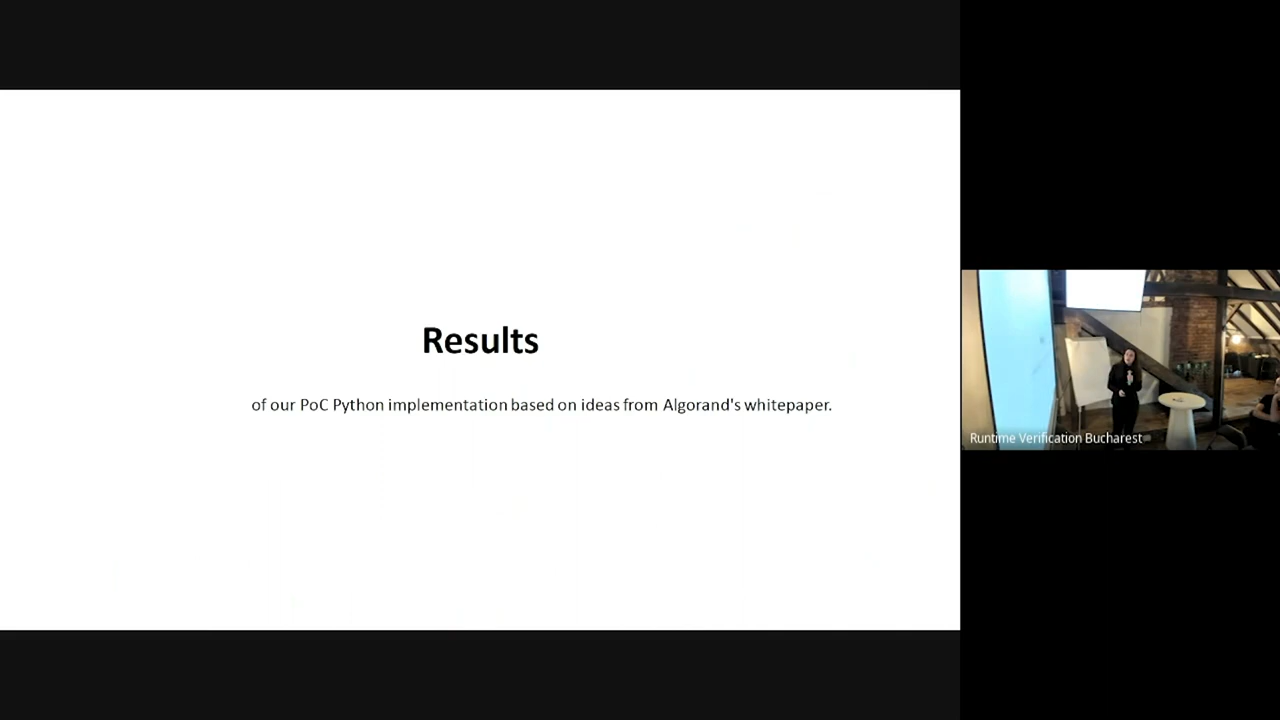 Results
of our PoC Python implementation based on ideas from Algorand's whitepaper.
Runtime Verification Bucharest